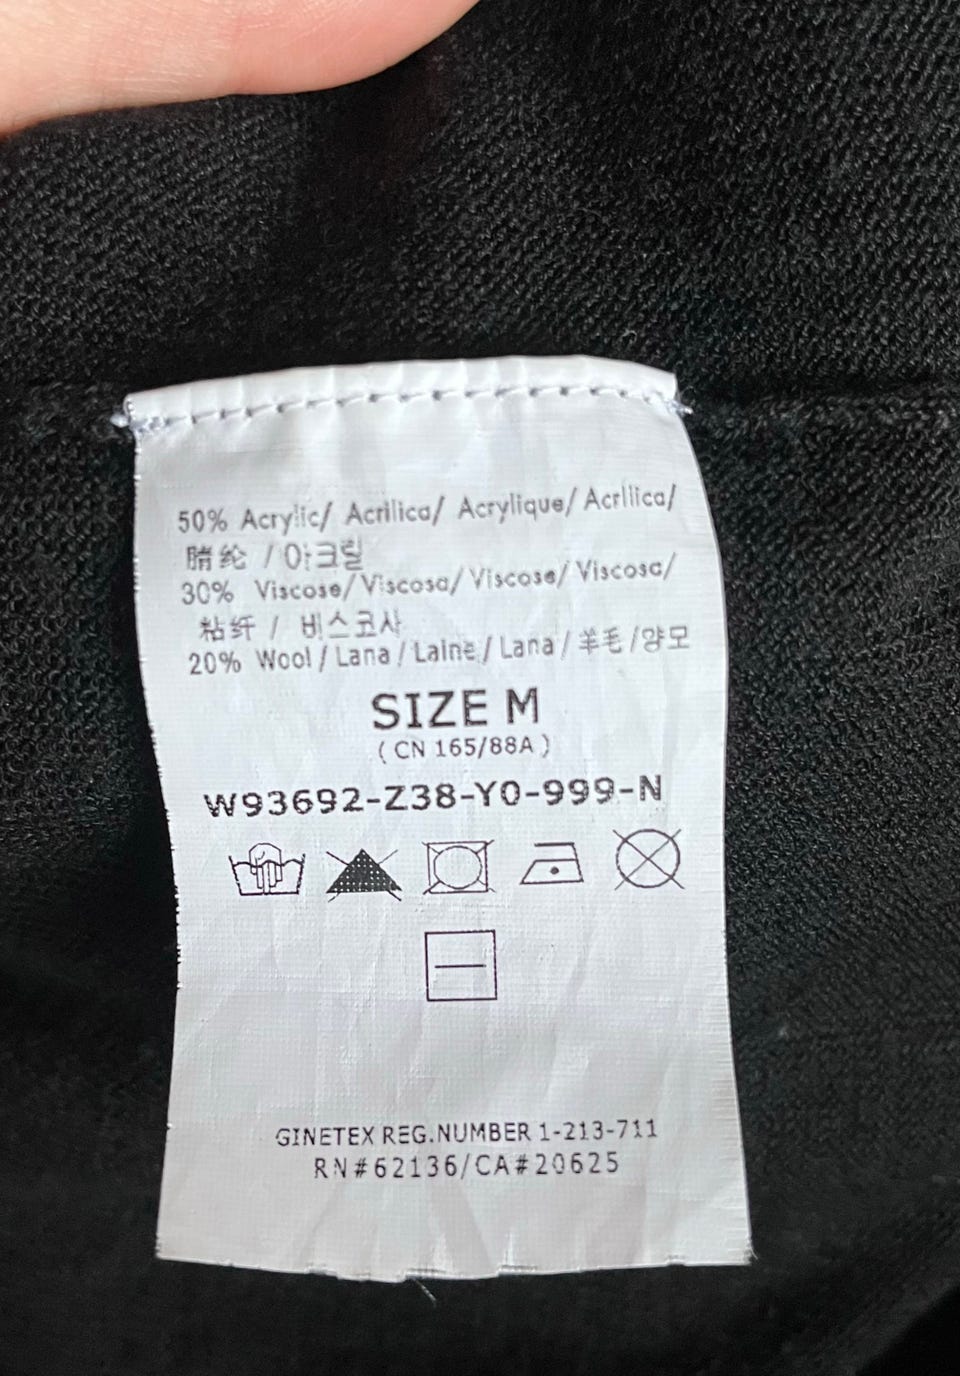 50% Acrylic/ Acrilico/ Acrylique/ Acrllica/
腈纶 / 아크릴
30% Viscose/ Viscosa/ Viscose/ Viscosa/
粘纤 / 비스코사
20% Wool / Lana / Laine / Lana / 羊毛 / 양모
SIZE M
( CN 165/88A )
W93692-Z38-Y0-999-N
GINETEX REG.NUMBER 1-213-711
RN#62136/CA#20625